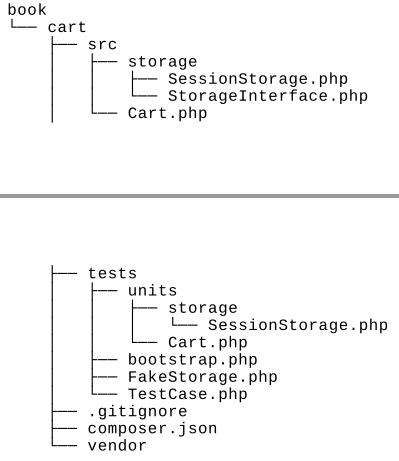 book
└── cart
    ├── src
    │   ├── storage
    │   │   ├── SessionStorage.php
    │   │   └── StorageInterface.php
    │   └── Cart.php
    ├── tests
    │   ├── units
    │   │   ├── storage
    │   │   │   └── SessionStorage.php
    │   │   └── Cart.php
    │   ├── bootstrap.php
    │   ├── FakeStorage.php
    │   └── TestCase.php
    ├── .gitignore
    ├── composer.json
    └── vendor